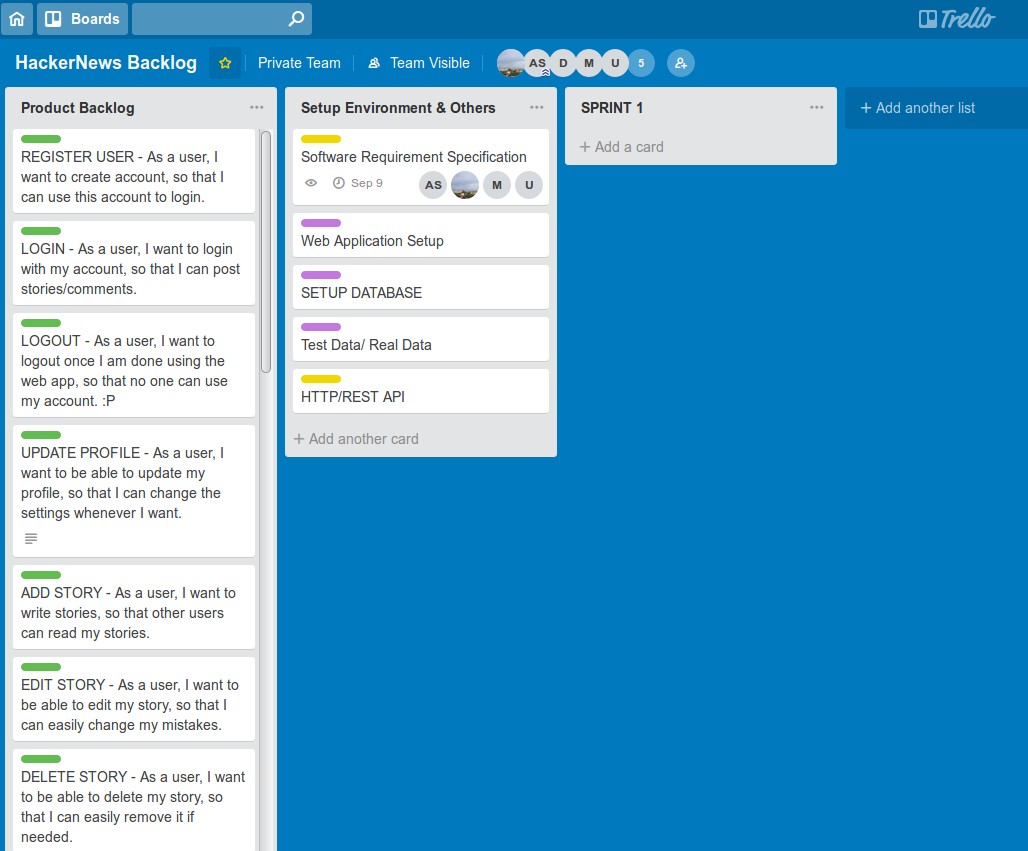 Boards
Trello
HackerNews Backlog
Private Team
Team Visible
AS
D
M
U
5
Product Backlog
REGISTER USER - As a user, I
want to create account, so that I
can use this account to login.
LOGIN - As a user, I want to login
with my account, so that I can post
stories/comments.
LOGOUT - As a user, I want to
logout once I am done using the
web app, so that no one can use
my account. :P
UPDATE PROFILE - As a user, I
want to be able to update my
profile, so that I can change the
settings whenever I want.
ADD STORY - As a user, I want to
write stories, so that other users
can read my stories.
EDIT STORY - As a user, I want to
be able to edit my story, so that I
can easily change my mistakes.
DELETE STORY - As a user, I want
to be able to delete my story, so
that I can easily remove it if
needed.
Setup Environment & Others
Software Requirement Specification
Sep 9
AS
M
U
Web Application Setup
SETUP DATABASE
Test Data/ Real Data
HTTP/REST API
+ Add another card
SPRINT 1
+ Add a card
+ Add another list